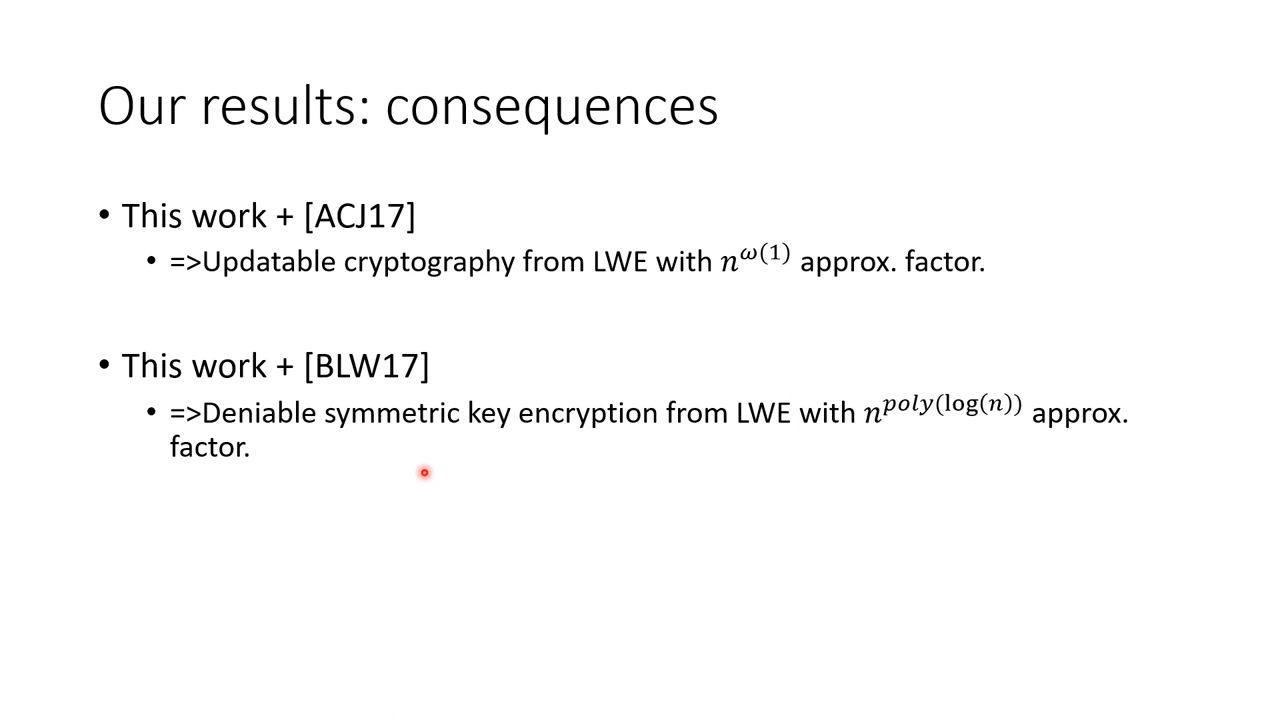 Our results: consequences
• This work + [ACJ17]
• =>Updatable cryptography from LWE with $n^{\omega(1)}$ approx. factor.
• This work + [BLW17]
• =>Deniable symmetric key encryption from LWE with $n^{poly(\log(n))}$ approx.
factor.